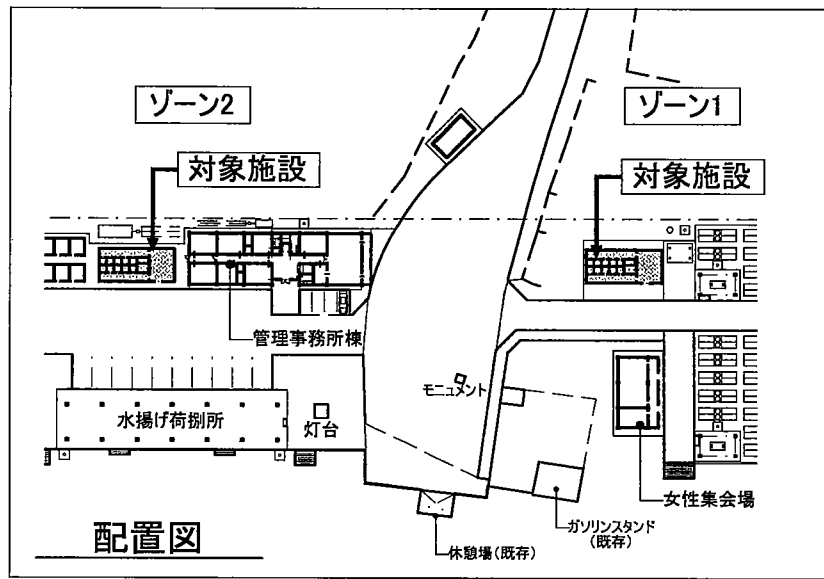 ゾーン2
ゾーン1
対象施設
対象施設
管理事務所棟
モニュメント
水揚げ荷捌所
灯台
女性集会場
ガソリンスタンド
(既存)
休憩場(既存)
配置図